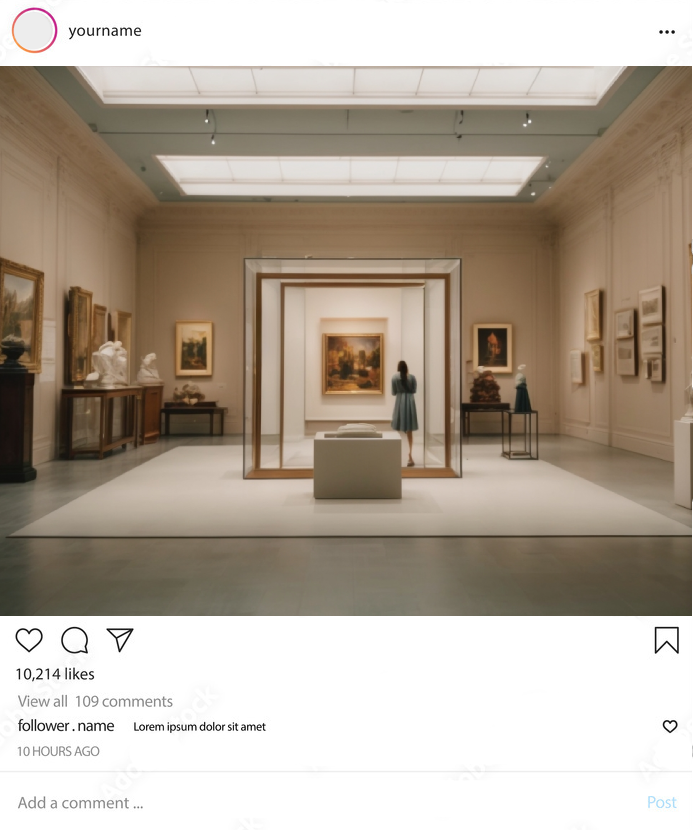 yourname
10,214 likes
View all 109 comments
follower.name Lorem ipsum dolor sit amet
10 HOURS AGO
Add a comment ... Post